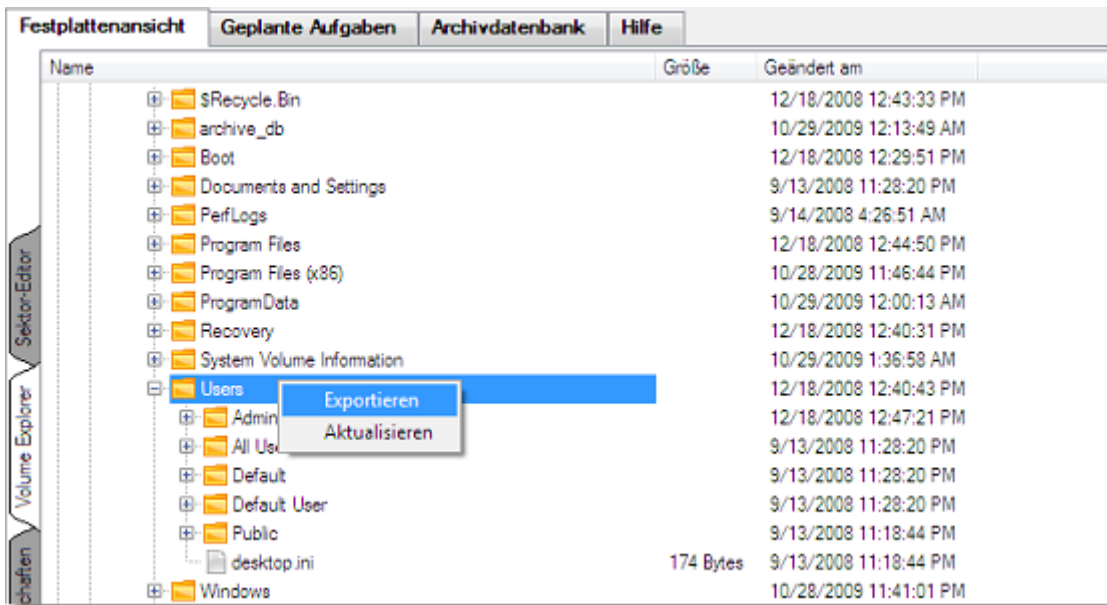 Festplattenansicht Geplante Aufgaben Archivdatenbank Hilfe
Name Größe Geändert am
$Recycle.Bin 12/18/2008 12:43:33 PM
archive_db 10/29/2009 12:13:49 AM
Boot 12/18/2008 12:29:51 PM
Documents and Settings 9/13/2008 11:28:20 PM
PerfLogs 9/14/2008 4:26:51 AM
Program Files 12/18/2008 12:44:50 PM
Program Files (x86) 10/28/2009 11:46:44 PM
ProgramData 10/29/2009 12:00:13 AM
Recovery 12/18/2008 12:40:31 PM
System Volume Information 10/29/2009 1:36:58 AM
Users 12/18/2008 12:40:43 PM
Exportieren
Admin 12/18/2008 12:47:21 PM
Aktualisieren
All Us 9/13/2008 11:28:20 PM
Default 9/13/2008 11:28:20 PM
Default User 9/13/2008 11:28:20 PM
Public 9/13/2008 11:18:44 PM
desktop.ini 174 Bytes 9/13/2008 11:18:44 PM
Windows 10/28/2009 11:41:01 PM
Sektor-Editor
Volume Explorer
chaften